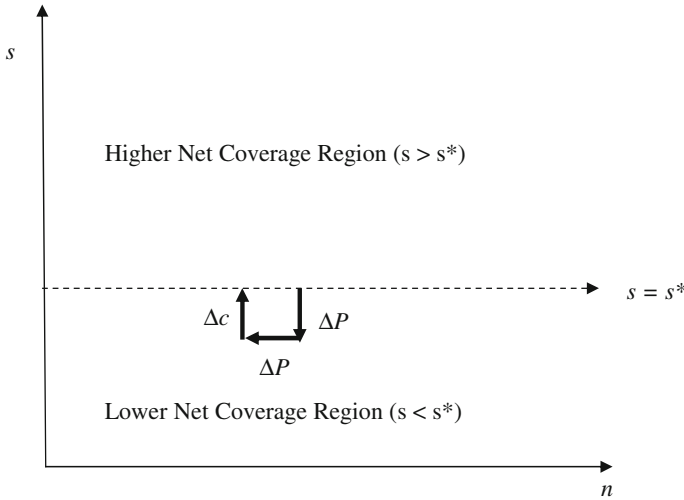 s
Higher Net Coverage Region (s > s*)
s = s*
Δc
ΔP
ΔP
Lower Net Coverage Region (s < s*)
n